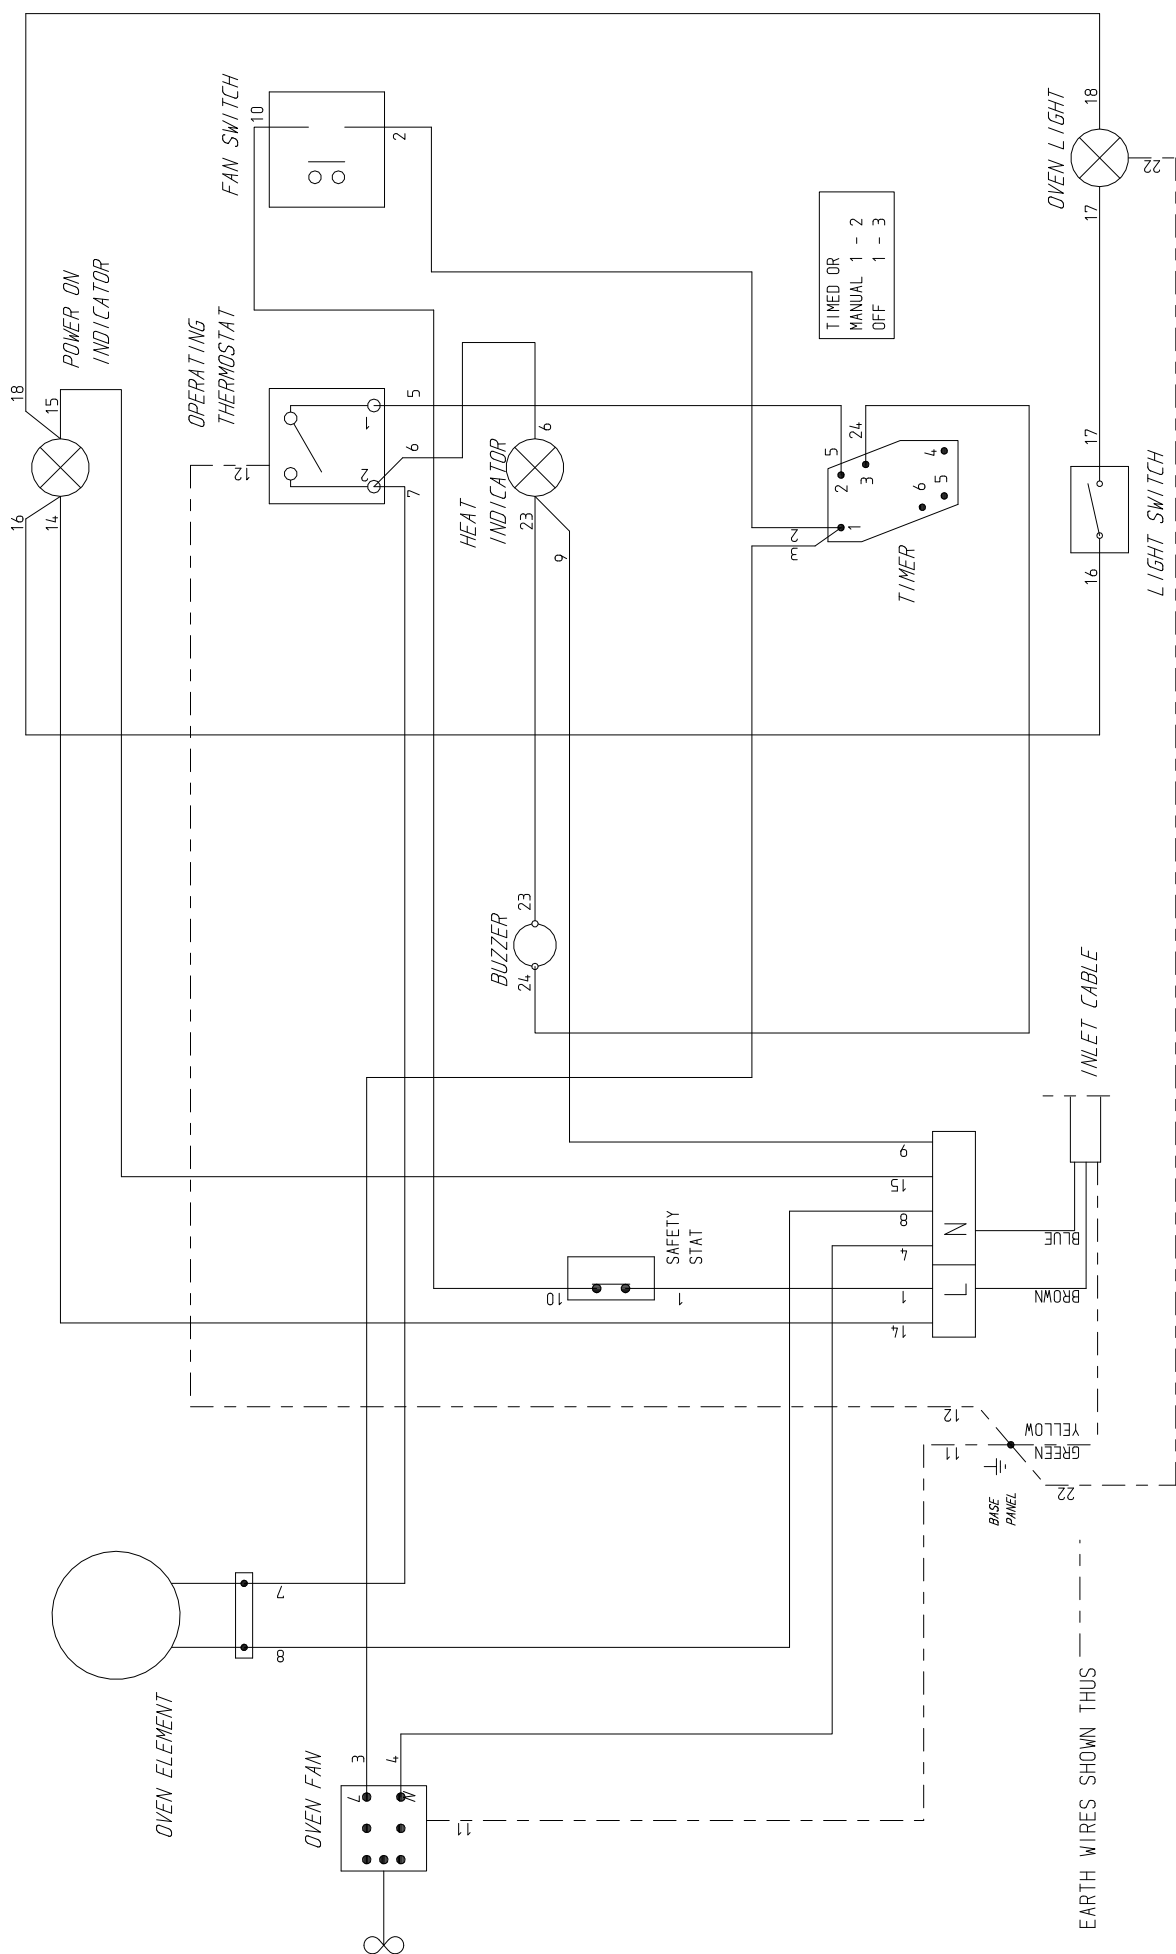 18
FAN SWITCH
10
2
POWER ON
INDICATOR
OVEN LIGHT
18
17
22
18
15
16
14
OPERATING
THERMOSTAT
12
1
2
5
6
7
TIMED OR
MANUAL 1 - 2
OFF 1 - 3
HEAT
INDICATOR
6
23
9
5
24
2
3
4
1
6
5
2
3
TIMER
17
16
LIGHT SWITCH
BUZZER
23
24
INLET CABLE
9
15
8
4
1
14
N
L
BLUE
BROWN
SAFETY
STAT
10
1
12
11
22
GREEN
YELLOW
BASE
PANEL
7
8
OVEN ELEMENT
OVEN FAN
3
4
L
N
11
EARTH WIRES SHOWN THUS